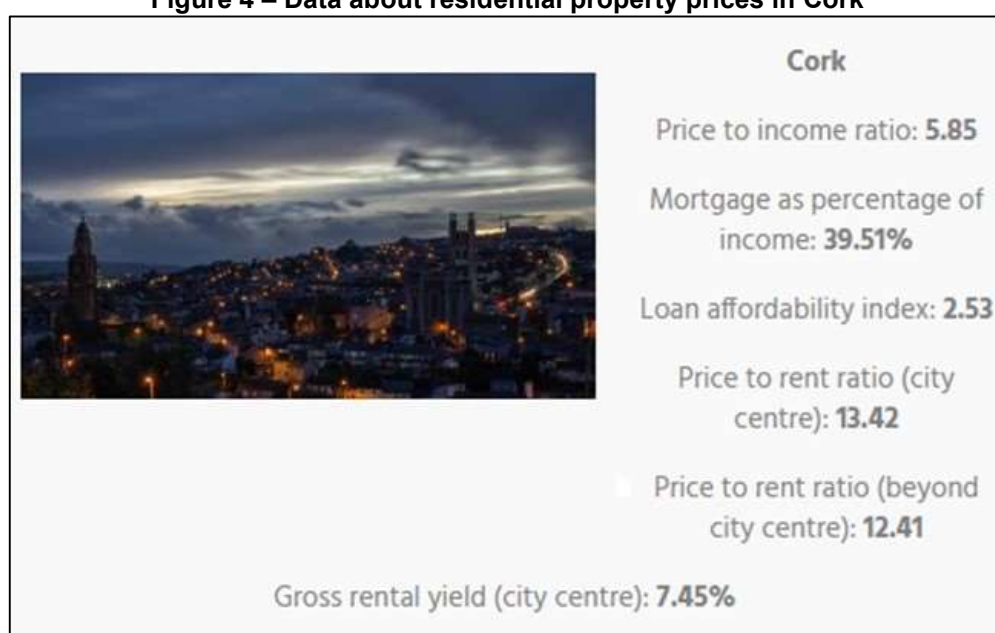 Figure 4 – Data about residential property prices in Cork
Cork
Price to income ratio: 5.85
Mortgage as percentage of
income: 39.51%
Loan affordability index: 2.53
Price to rent ratio (city
centre): 13.42
Price to rent ratio (beyond
city centre): 12.41
Gross rental yield (city centre): 7.45%